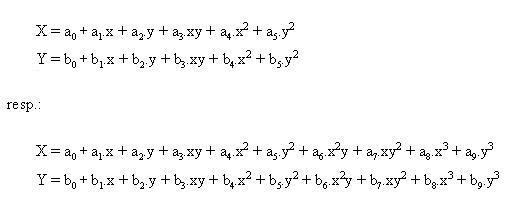 X = a₀ + a₁.x + a₂.y + a₃.xy + a₄.x² + a₅.y²
Y = b₀ + b₁.x + b₂.y + b₃.xy + b₄.x² + b₅.y²
resp.:
X = a₀ + a₁.x + a₂.y + a₃.xy + a₄.x² + a₅.y² + a₆.x²y + a₇.xy² + a₈.x³ + a₉.y³
Y = b₀ + b₁.x + b₂.y + b₃.xy + b₄.x² + b₅.y² + b₆.x²y + b₇.xy² + b₈.x³ + b₉.y³